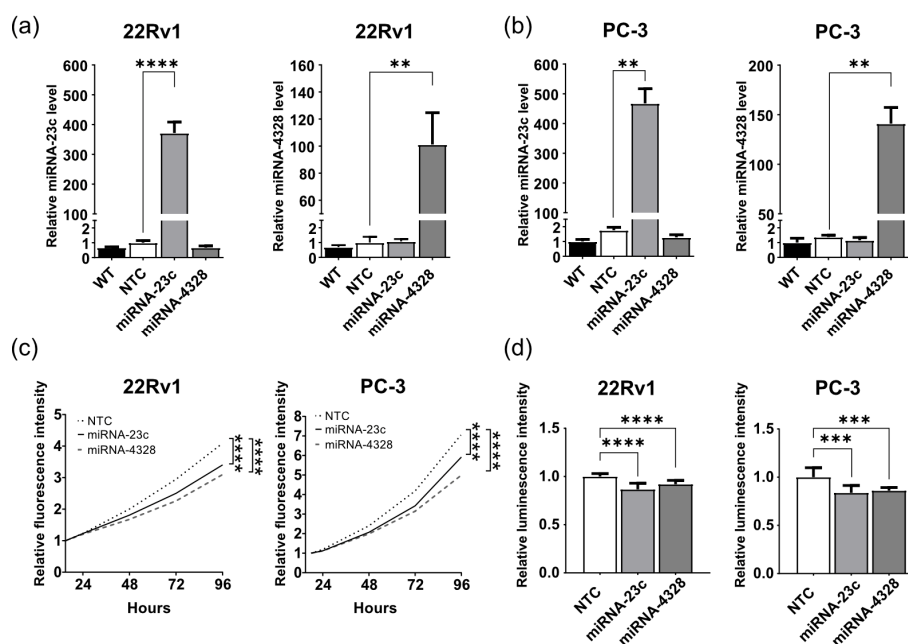 (a)
22Rv1
Relative miRNA-23c level
600
500
400
300
200
100
2
1
0
****
WT
NTC
miRNA-23c
miRNA-4328
22Rv1
Relative miRNA-4328 level
160
140
120
100
80
60
40
2
1
0
**
WT
NTC
miRNA-23c
miRNA-4328
(b)
PC-3
Relative miRNA-23c level
600
500
400
300
200
100
2
1
0
**
WT
NTC
miRNA-23c
miRNA-4328
PC-3
Relative miRNA-4328 level
200
150
100
50
2
1
0
**
WT
NTC
miRNA-23c
miRNA-4328
(c)
22Rv1
Relative fluorescence intensity
5
4
3
2
1
0
NTC
miRNA-23c
miRNA-4328
****
****
24 48 72 96
Hours
PC-3
Relative fluorescence intensity
8
7
6
5
4
3
2
1
0
NTC
miRNA-23c
miRNA-4328
****
****
24 48 72 96
Hours
(d)
22Rv1
Relative luminescence intensity
1.5
1.0
0.5
0.0
****
****
NTC
miRNA-23c
miRNA-4328
PC-3
Relative luminescence intensity
1.5
1.0
0.5
0.0
***
***
NTC
miRNA-23c
miRNA-4328